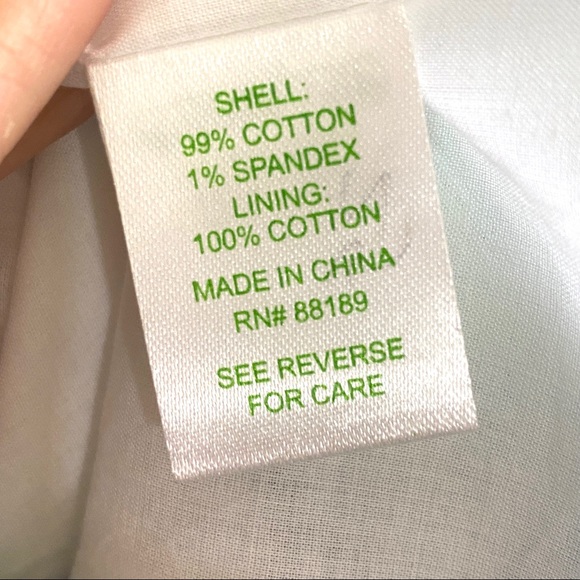 SHELL:
99% COTTON
1% SPANDEX
LINING:
100% COTTON
MADE IN CHINA
RN# 88189
SEE REVERSE
FOR CARE